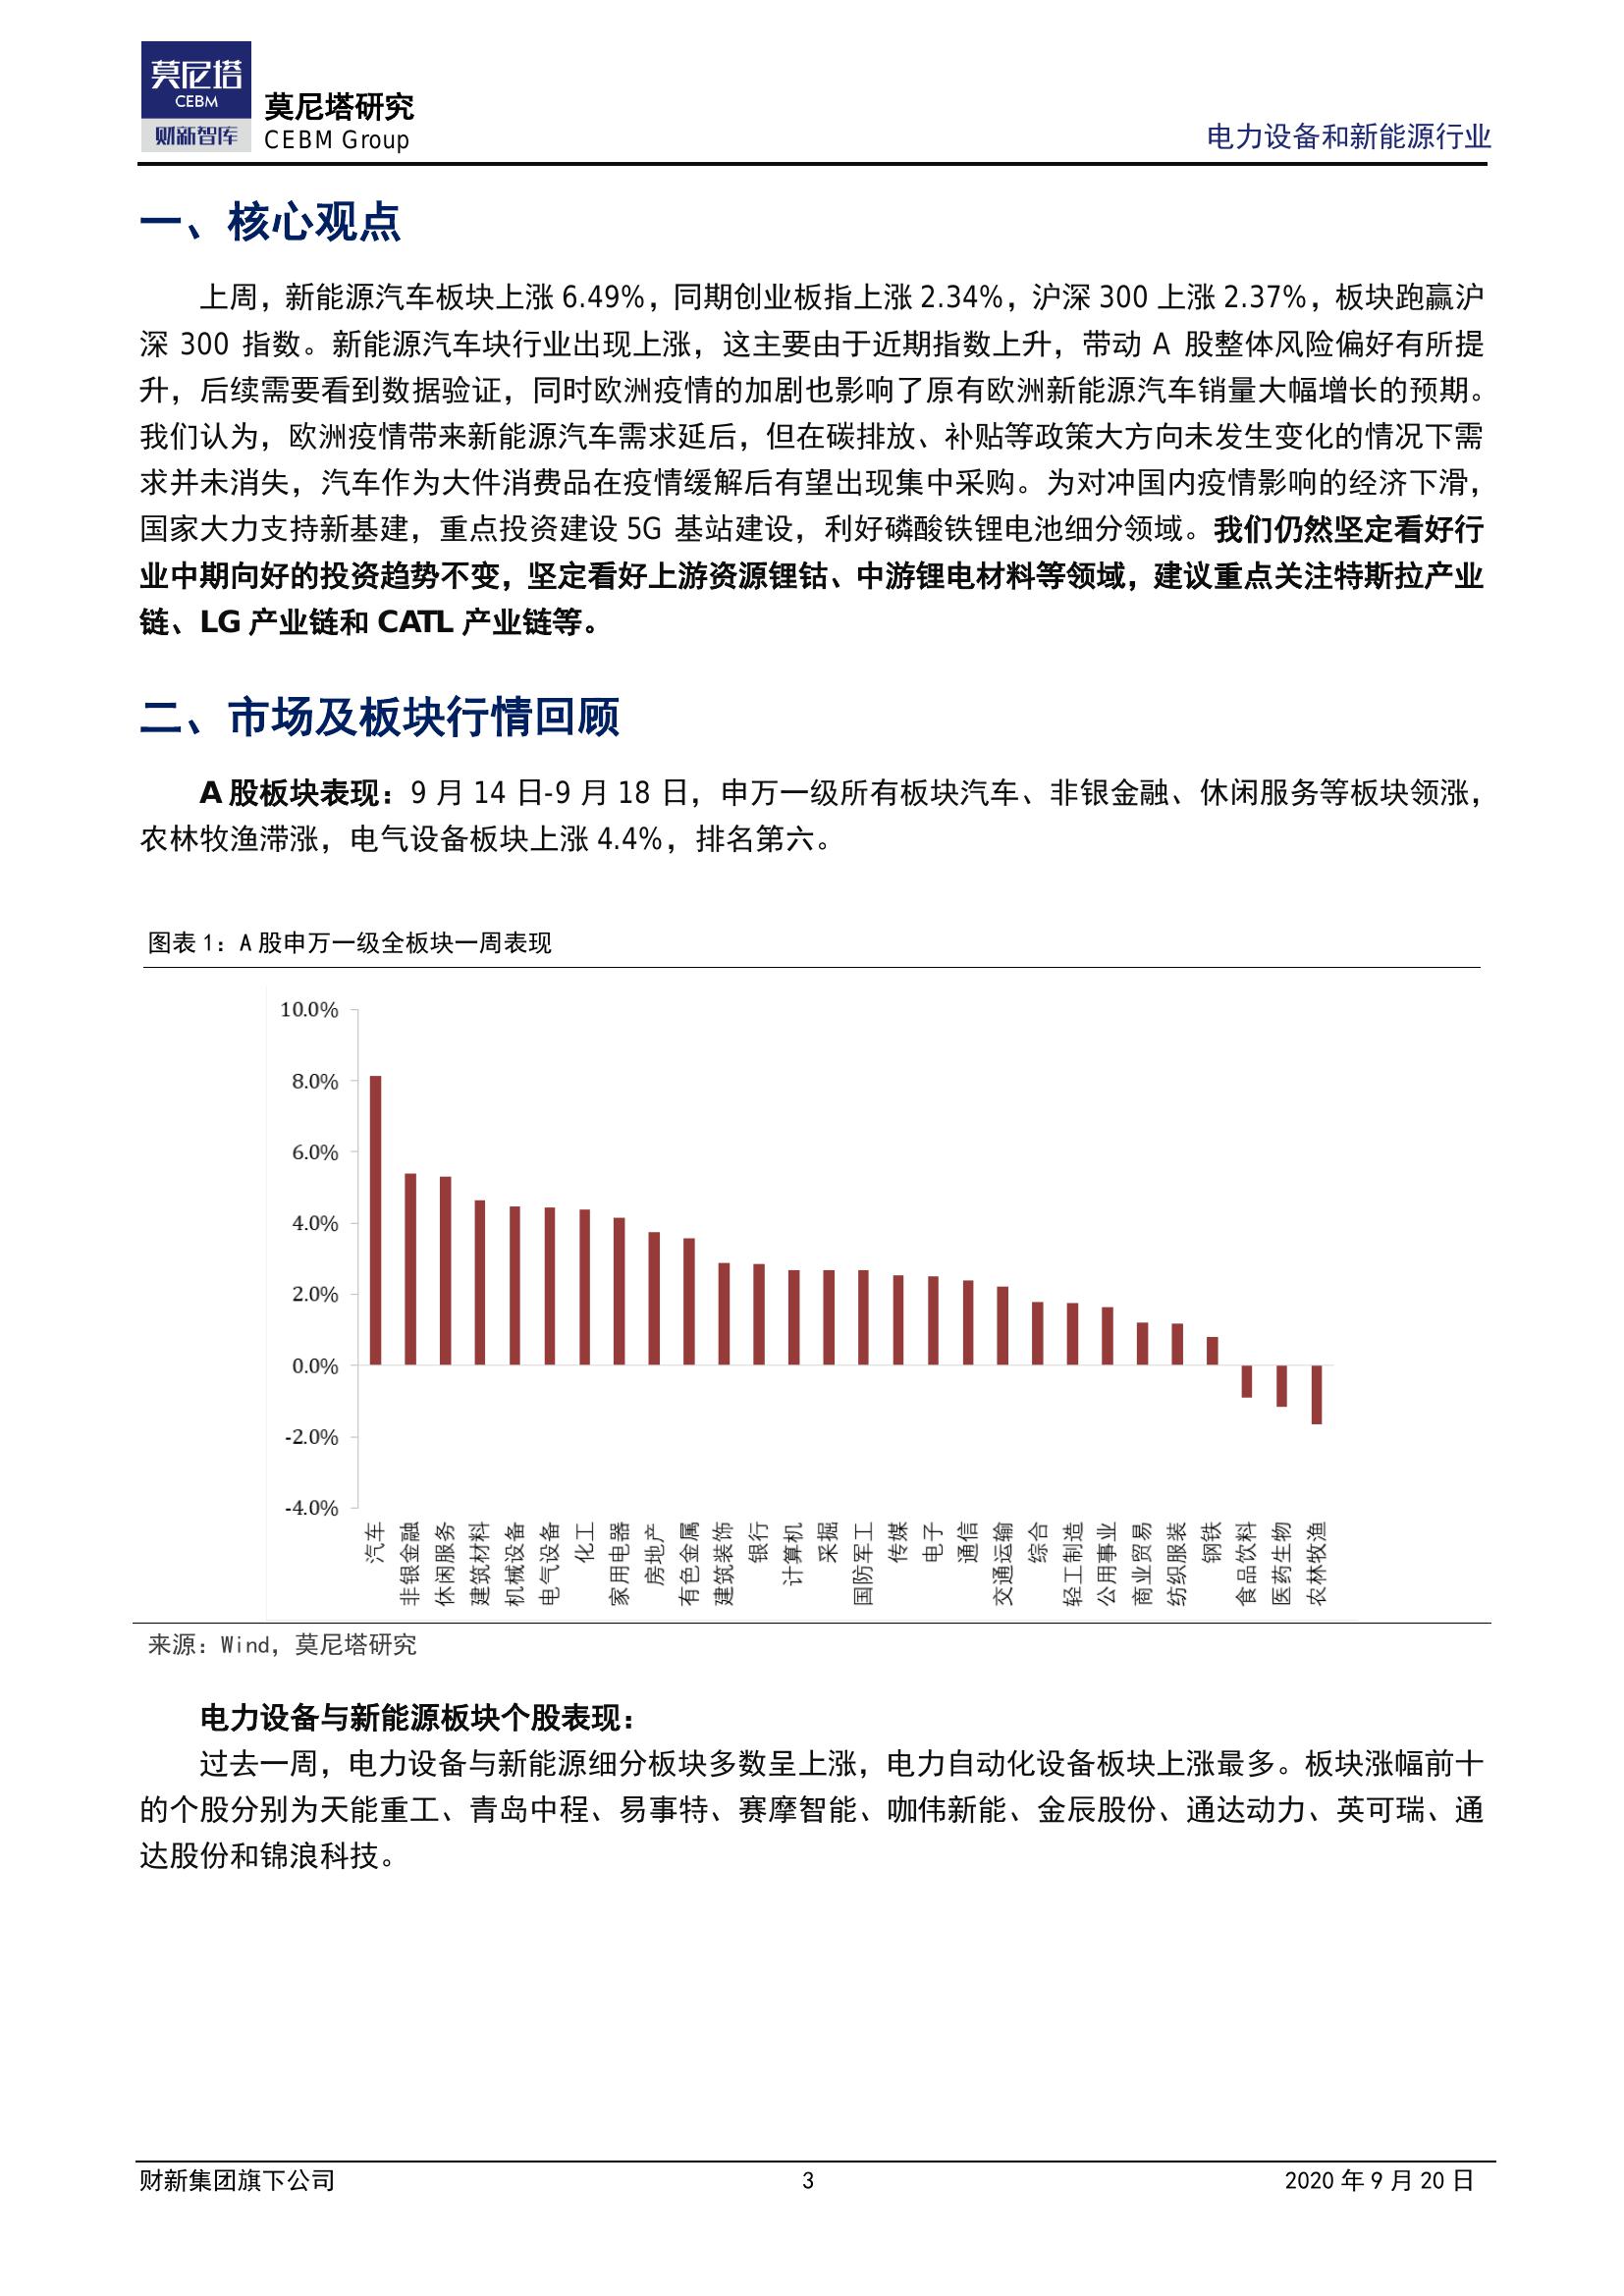 莫尼塔
CEBM
财新智库
莫尼塔研究
CEBM Group
电力设备和新能源行业
一、核心观点
上周，新能源汽车板块上涨 6.49%，同期创业板指上涨 2.34%，沪深 300 上涨 2.37%，板块跑赢沪
深 300 指数。新能源汽车块行业出现上涨，这主要由于近期指数上升，带动 A 股整体风险偏好有所提
升，后续需要看到数据验证，同时欧洲疫情的加剧也影响了原有欧洲新能源汽车销量大幅增长的预期。
我们认为，欧洲疫情带来新能源汽车需求延后，但在碳排放、补贴等政策大方向未发生变化的情况下需
求并未消失，汽车作为大件消费品在疫情缓解后有望出现集中采购。为对冲国内疫情影响的经济下滑，
国家大力支持新基建，重点投资建设 5G 基站建设，利好磷酸铁锂电池细分领域。我们仍然坚定看好行
业中期向好的投资趋势不变，坚定看好上游资源锂钴、中游锂电材料等领域，建议重点关注特斯拉产业
链、LG 产业链和 CATL 产业链等。
二、市场及板块行情回顾
A 股板块表现：9 月 14 日-9 月 18 日，申万一级所有板块汽车、非银金融、休闲服务等板块领涨，
农林牧渔滞涨，电气设备板块上涨 4.4%，排名第六。
图表 1：A 股申万一级全板块一周表现
10.0%
8.0%
6.0%
4.0%
2.0%
0.0%
-2.0%
-4.0%
汽车
非银金融
休闲服务
建筑材料
机械设备
电气设备
化工
家用电器
房地产
有色金属
建筑装饰
银行
计算机
采掘
国防军工
传媒
电子
通信
交通运输
综合
轻工制造
公用事业
商业贸易
纺织服装
钢铁
食品饮料
医药生物
农林牧渔
来源：Wind，莫尼塔研究
电力设备与新能源板块个股表现：
过去一周，电力设备与新能源细分板块多数呈上涨，电力自动化设备板块上涨最多。板块涨幅前十
的个股分别为天能重工、青岛中程、易事特、赛摩智能、咖伟新能、金辰股份、通达动力、英可瑞、通
达股份和锦浪科技。
财新集团旗下公司
3
2020 年 9 月 20 日